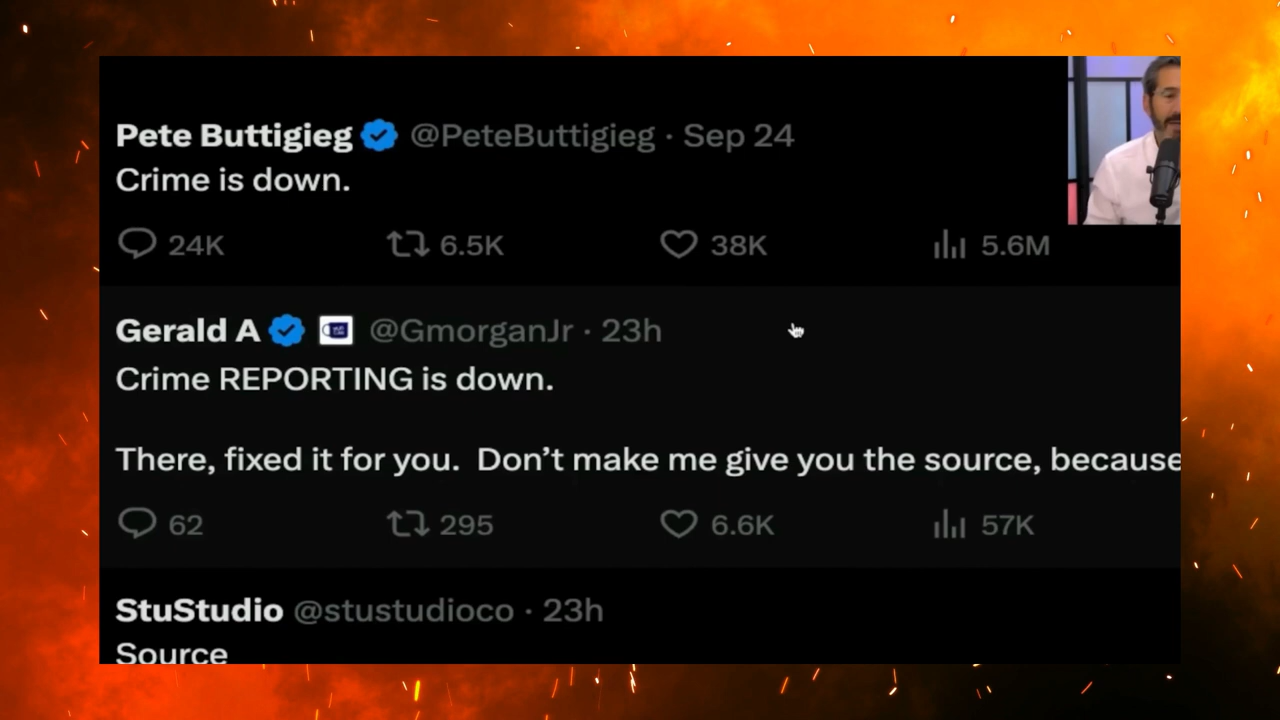 Pete Buttigieg @PeteButtigieg · Sep 24
Crime is down.
24K 6.5K 38K 5.6M
Gerald A @GmorganJr · 23h
Crime REPORTING is down.
There, fixed it for you. Don’t make me give you the source, because
62 295 6.6K 57K
StuStudio @stustudioco · 23h
Source